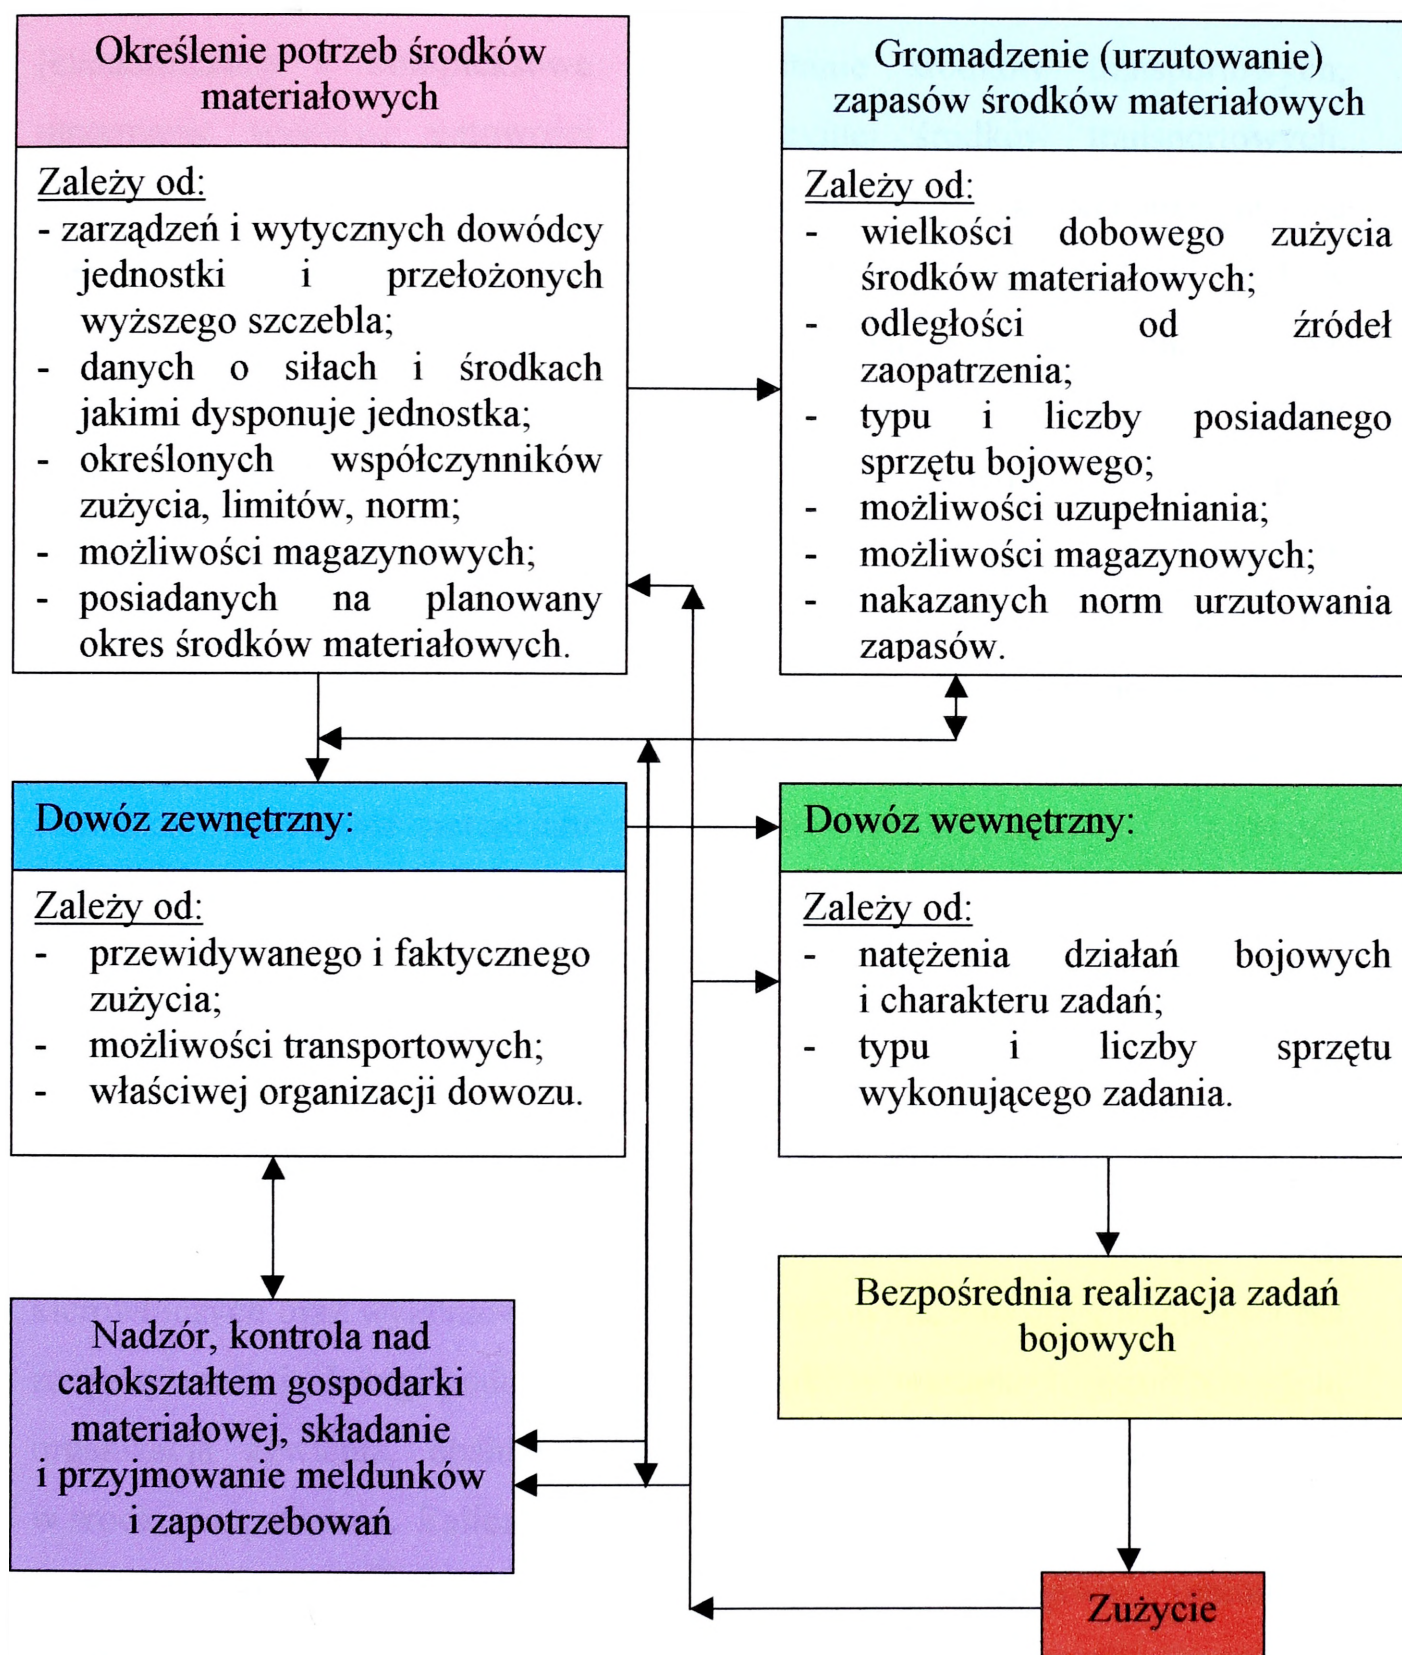 Określenie potrzeb środków
materiałowych
Zależy od:
- zarządzeń i wytycznych dowódcy
jednostki i przełożonych
wyższego szczebla;
- danych o siłach i środkach
jakimi dysponuje jednostka;
- określonych współczynników
zużycia, limitów, norm;
- możliwości magazynowych;
- posiadanych na planowany
okres środków materiałowych.
Gromadzenie (urzutowanie)
zapasów środków materiałowych
Zależy od:
- wielkości dobowego zużycia
środków materiałowych;
- odległości od źródeł
zaopatrzenia;
- typu i liczby posiadanego
sprzętu bojowego;
- możliwości uzupełniania;
- możliwości magazynowych;
- nakazanych norm urzutowania
zapasów.
Dowóz zewnętrzny:
Zależy od:
- przewidywanego i faktycznego
zużycia;
- możliwości transportowych;
- właściwej organizacji dowozu.
Dowóz wewnętrzny:
Zależy od:
- natężenia działań bojowych
i charakteru zadań;
- typu i liczby sprzętu
wykonującego zadania.
Nadzór, kontrola nad
całokształtem gospodarki
materiałowej, składanie
i przyjmowanie meldunków
i zapotrzebowań
Bezpośrednia realizacja zadań
bojowych
Zużycie